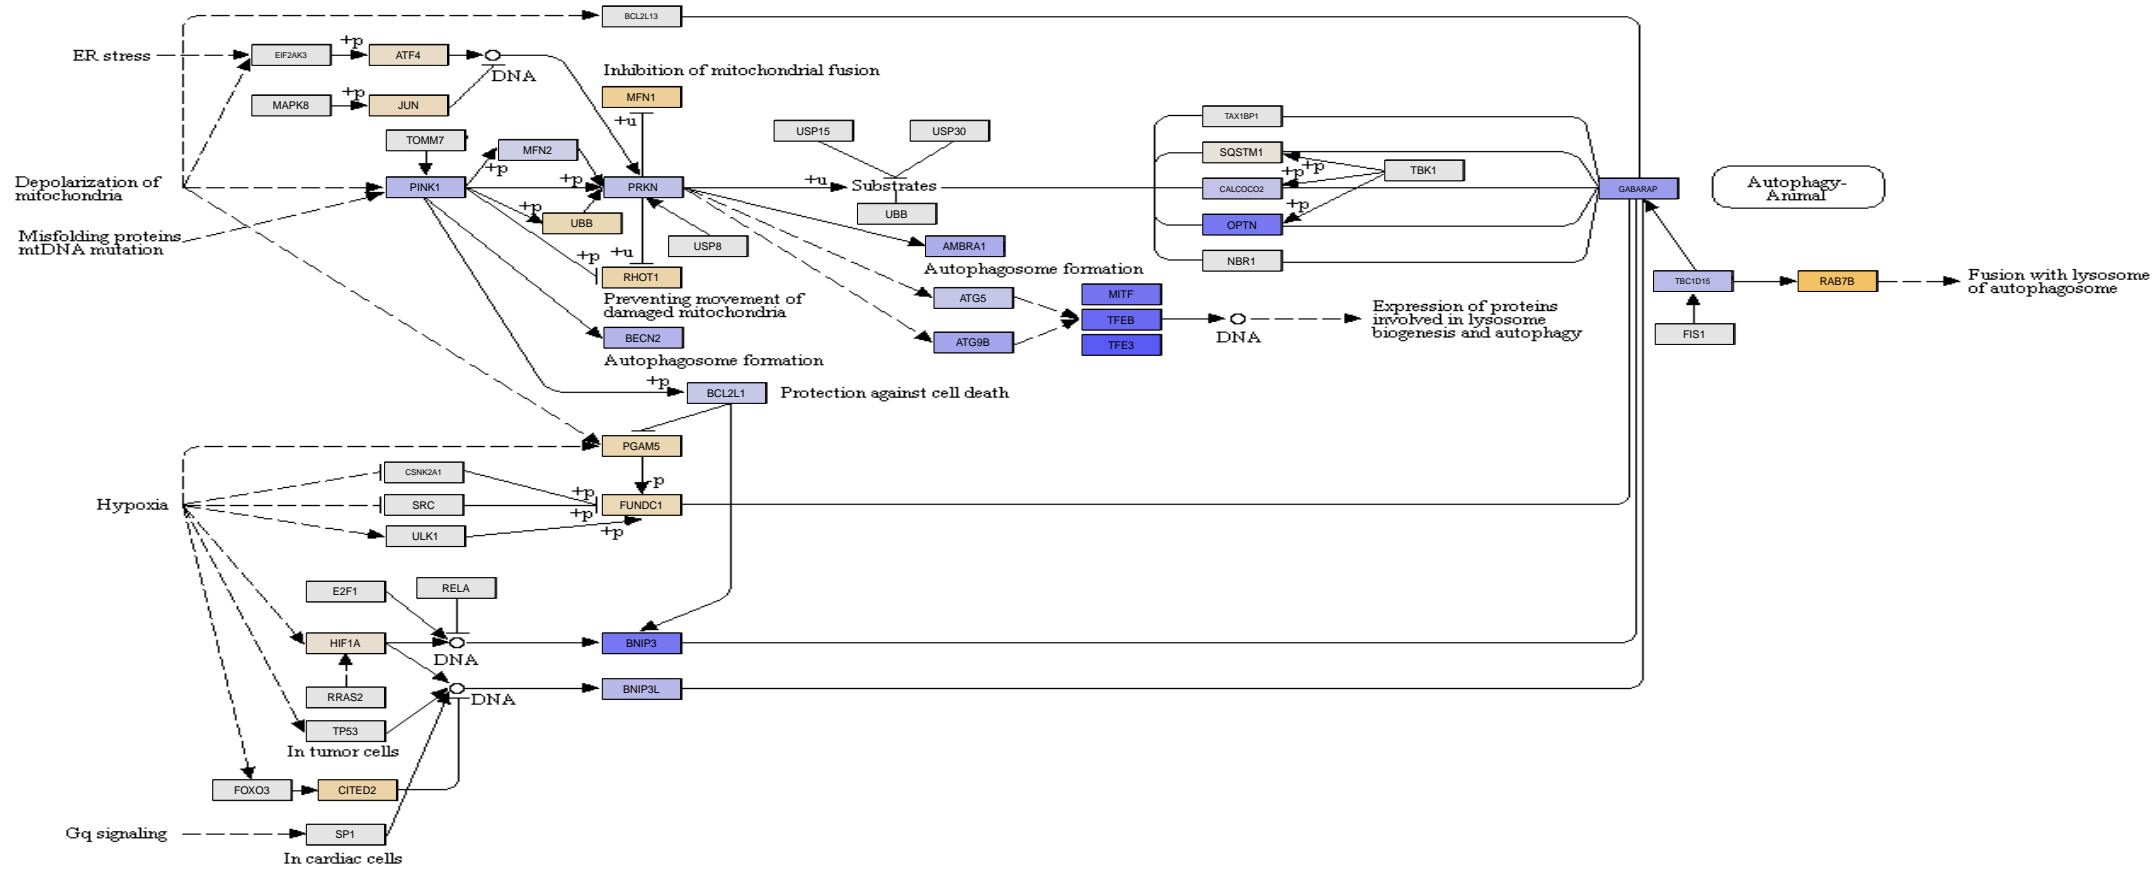 BCL2L13
ER stress
EIF2AK3
+p
ATF4
DNA
MAPK8
+p
JUN
Inhibition of mitochondrial fusion
MFN1
+u
TOMM7
MFN2
+p
USP15
USP30
TAX1BP1
SQSTM1
+p
+p
TBK1
Depolarization of
mitochondria
PINK1
+p
PRKN
+u
Substrates
CALCOCO2
GABARAP
Autophagy-
Animal
+p
UBB
UBB
+p
OPTN
Misfolding proteins
mtDNA mutation
+p
+u
USP8
AMBRA1
NBR1
RHOT1
Autophagosome formation
TBC1D15
RAB7B
Fusion with lysosome
of autophagosome
Preventing movement of
damaged mitochondria
ATG5
MITF
TFEB
TFE3
DNA
Expression of proteins
involved in lysosome
biogenesis and autophagy
FIS1
BECN2
ATG9B
Autophagosome formation
+p
BCL2L1
Protection against cell death
PGAM5
CSNK2A1
-p
Hypoxia
SRC
+p
+p
FUNDC1
ULK1
+p
E2F1
RELA
HIF1A
DNA
BNIP3
RRAS2
DNA
BNIP3L
TP53
In tumor cells
FOXO3
CITED2
Gq signaling
SP1
In cardiac cells